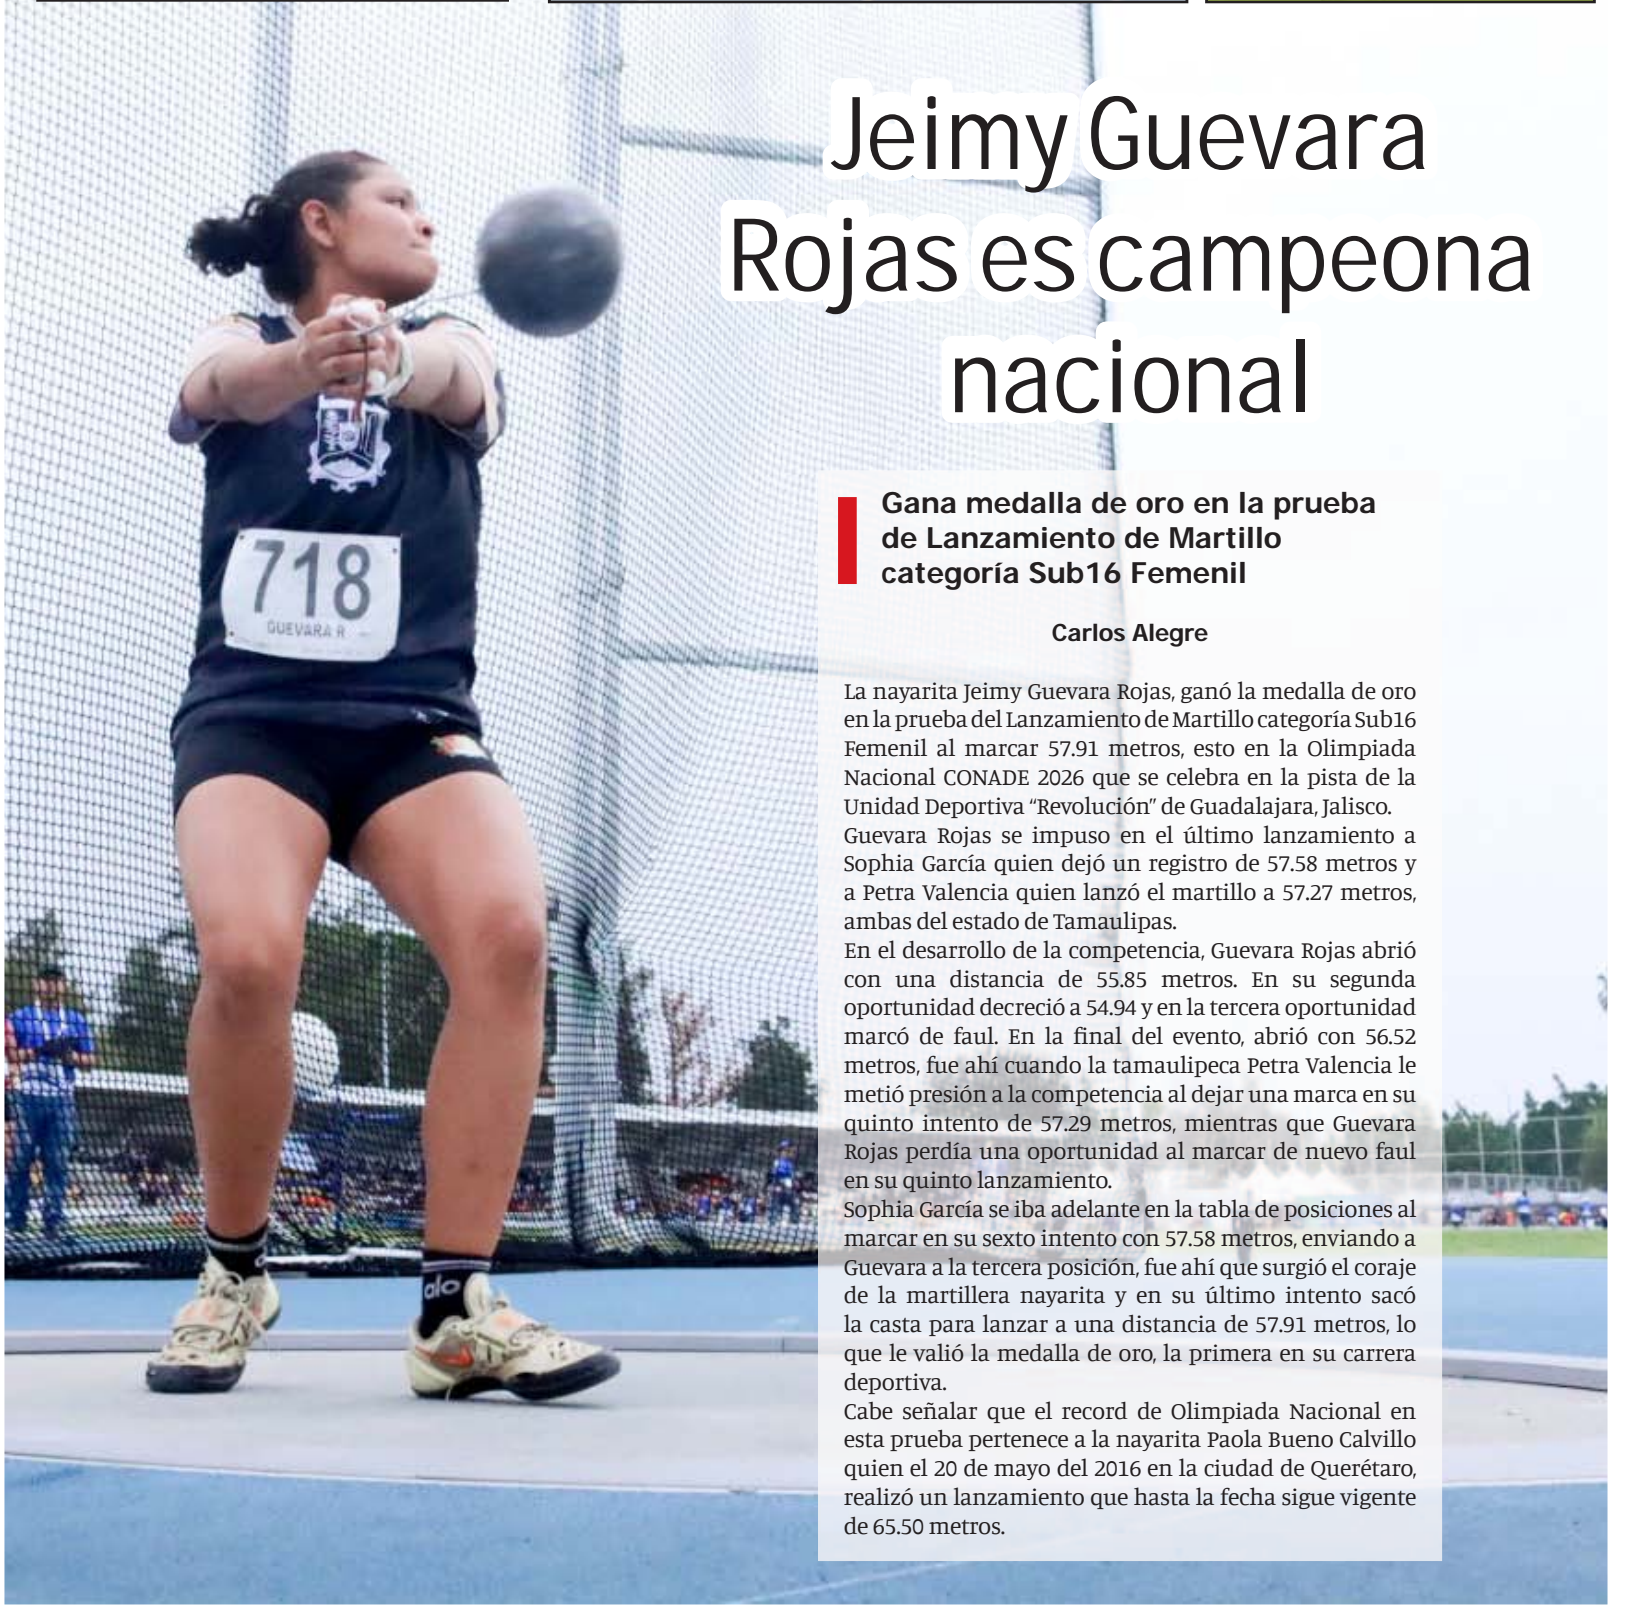 Jeimy Guevara
Rojas es campeona
nacional
Gana medalla de oro en la prueba
de Lanzamiento de Martillo
categoría Sub16 Femenil
Carlos Alegre
La nayarita Jeimy Guevara Rojas, ganó la medalla de oro
en la prueba del Lanzamiento de Martillo categoría Sub16
Femenil al marcar 57.91 metros, esto en la Olimpiada
Nacional CONADE 2026 que se celebra en la pista de la
Unidad Deportiva “Revolución” de Guadalajara, Jalisco.
Guevara Rojas se impuso en el último lanzamiento a
Sophia García quien dejó un registro de 57.58 metros y
a Petra Valencia quien lanzó el martillo a 57.27 metros,
ambas del estado de Tamaulipas.
En el desarrollo de la competencia, Guevara Rojas abrió
con una distancia de 55.85 metros. En su segunda
oportunidad decreció a 54.94 y en la tercera oportunidad
marcó de faul. En la final del evento, abrió con 56.52
metros, fue ahí cuando la tamaulipeca Petra Valencia le
metió presión a la competencia al dejar una marca en su
quinto intento de 57.29 metros, mientras que Guevara
Rojas perdía una oportunidad al marcar de nuevo faul
en su quinto lanzamiento.
Sophia García se iba adelante en la tabla de posiciones al
marcar en su sexto intento con 57.58 metros, enviando a
Guevara a la tercera posición, fue ahí que surgió el coraje
de la martillera nayarita y en su último intento sacó
la casta para lanzar a una distancia de 57.91 metros, lo
que le valió la medalla de oro, la primera en su carrera
deportiva.
Cabe señalar que el record de Olimpiada Nacional en
esta prueba pertenece a la nayarita Paola Bueno Calvillo
quien el 20 de mayo del 2016 en la ciudad de Querétaro,
realizó un lanzamiento que hasta la fecha sigue vigente
de 65.50 metros.
718
GUEVARA R
alo